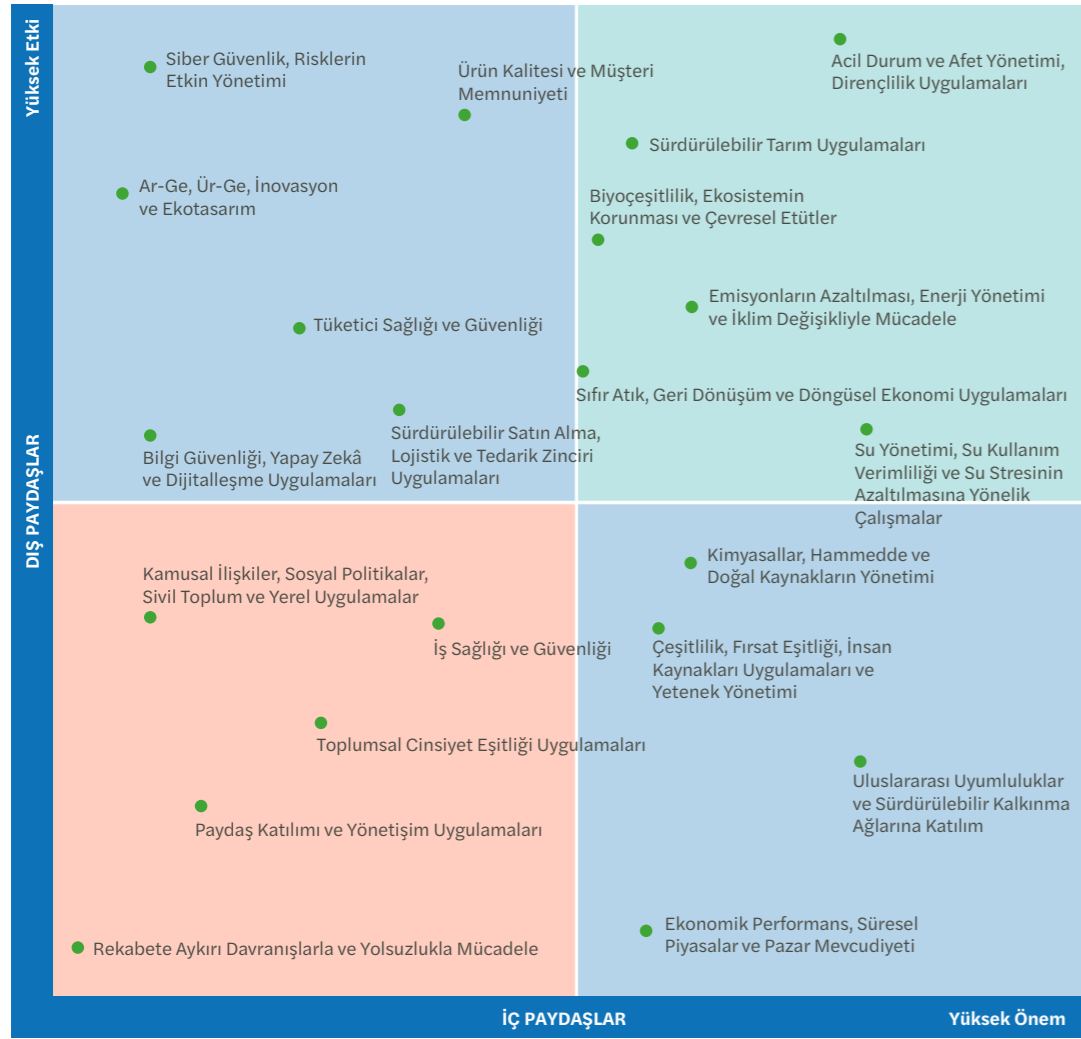 Yüksek Etki
DIŞ PAYDAŞLAR
Siber Güvenlik, Risklerin
Etkin Yönetimi
Ürün Kalitesi ve Müşteri
Memnuniyeti
Ar-Ge, Ür-Ge, İnovasyon
ve Ekotasarım
Tüketici Sağlığı ve Güvenliği
Bilgi Güvenliği, Yapay Zekâ
ve Dijitalleşme Uygulamaları
Sürdürülebilir Satın Alma,
Lojistik ve Tedarik Zinciri
Uygulamaları
Acil Durum ve Afet Yönetimi,
Dirençlilik Uygulamaları
Sürdürülebilir Tarım Uygulamaları
Biyoçeşitlilik, Ekosistemin
Korunması ve Çevresel Etütler
Emisyonların Azaltılması, Enerji Yönetimi
ve İklim Değişikliyle Mücadele
Sıfır Atık, Geri Dönüşüm ve Döngüsel Ekonomi Uygulamaları
Su Yönetimi, Su Kullanım
Verimliliği ve Su Stresinin
Azaltılmasına Yönelik
Çalışmalar
Kamusal İlişkiler, Sosyal Politikalar,
Sivil Toplum ve Yerel Uygulamalar
İş Sağlığı ve Güvenliği
Toplumsal Cinsiyet Eşitliği Uygulamaları
Paydaş Katılımı ve Yönetişim Uygulamaları
Rekabete Aykırı Davranışlarla ve Yolsuzlukla Mücadele
Kimyasallar, Hammedde ve
Doğal Kaynakların Yönetimi
Çeşitlilik, Fırsat Eşitliği, İnsan
Kaynakları Uygulamaları ve
Yetenek Yönetimi
Uluslararası Uyumluluklar
ve Sürdürülebilir Kalkınma
Ağlarına Katılım
Ekonomik Performans, Süresel
Piyasalar ve Pazar Mevcudiyeti
İÇ PAYDAŞLAR
Yüksek Önem